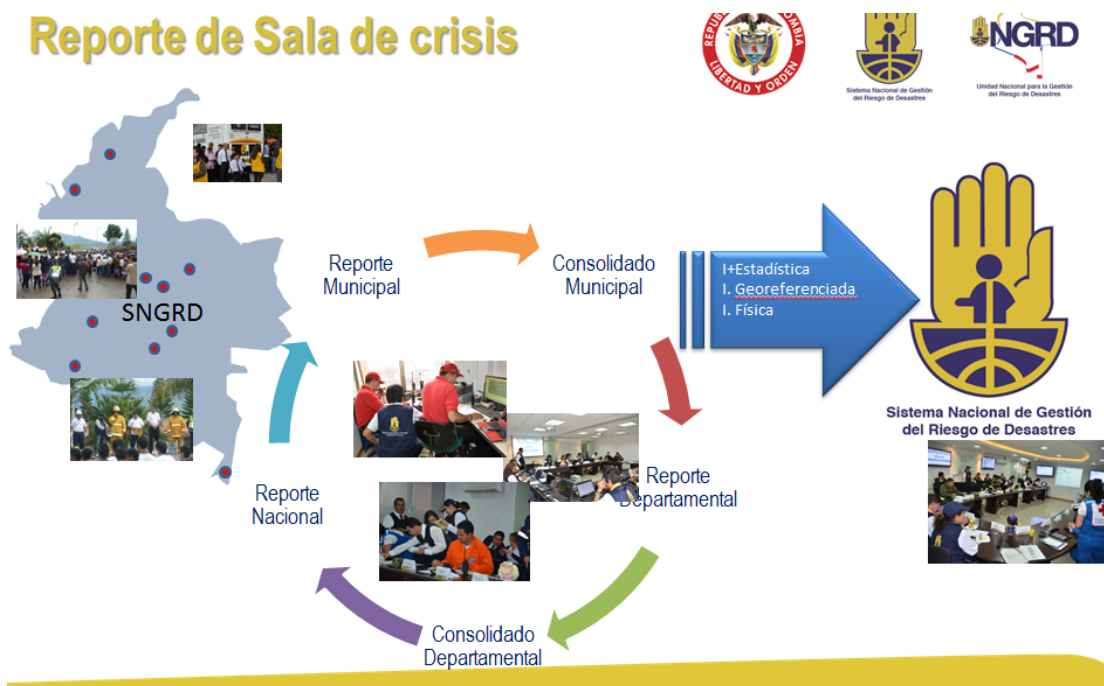 Reporte de Sala de crisis
REPUBLICA DE COLOMBIA
LIBERTAD Y ORDEN
Sistema Nacional de Gestión
del Riesgo de Desastres
NGRD
Unidad Nacional para la Gestión
del Riesgo de Desastres
SNGRD
Reporte
Municipal
Consolidado
Municipal
I+Estadística
I. Georeferenciada
I. Física
Sistema Nacional de Gestión
del Riesgo de Desastres
Reporte
Departamental
Reporte
Nacional
Consolidado
Departamental